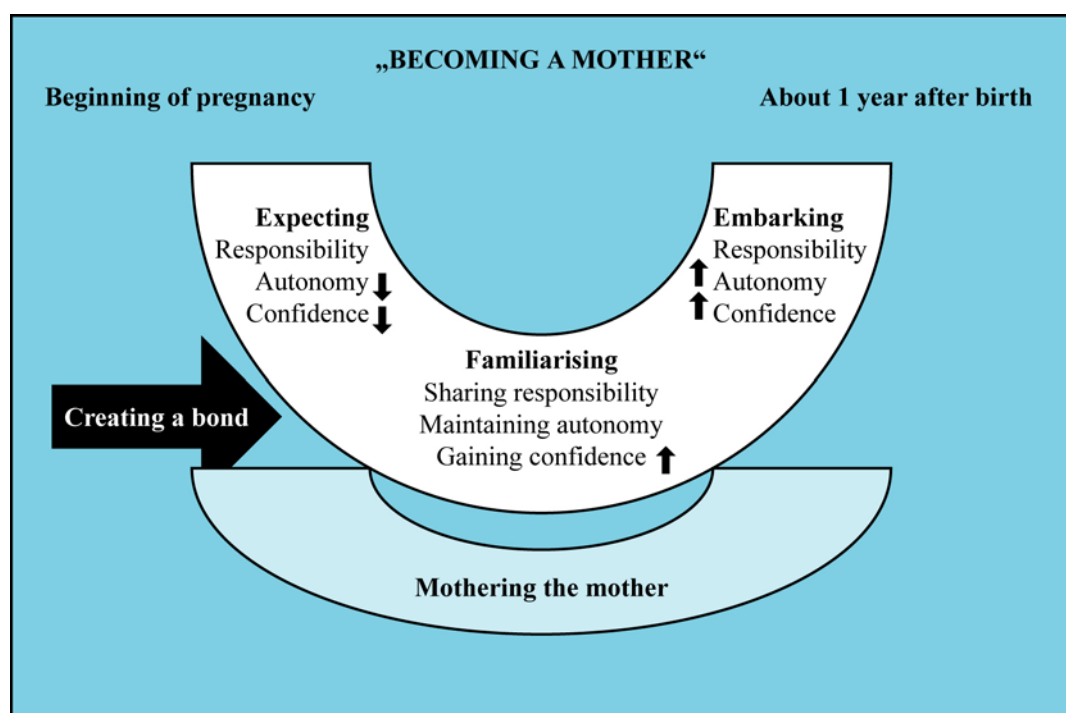 „BECOMING A MOTHER“
Beginning of pregnancy
About 1 year after birth
Expecting
Responsibility
Autonomy
Confidence
Embarking
Responsibility
Autonomy
Confidence
Familiarising
Sharing responsibility
Maintaining autonomy
Gaining confidence
Creating a bond
Mothering the mother